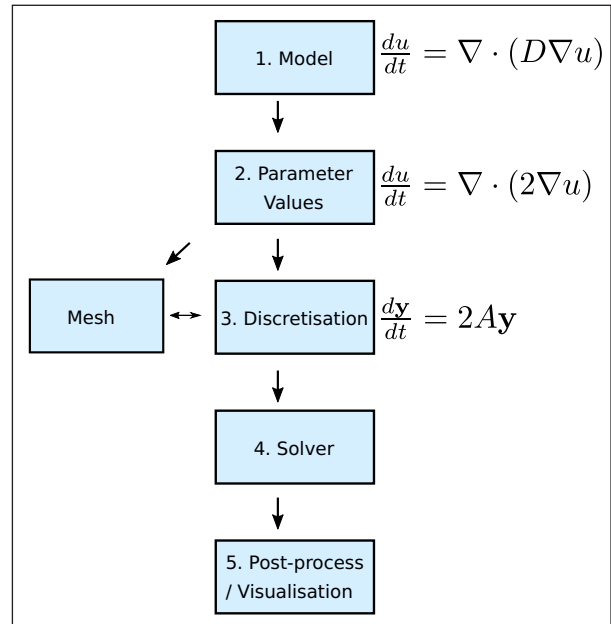 1. Model
du/dt = ∇ · (D∇u)
2. Parameter
Values
du/dt = ∇ · (2∇u)
Mesh
3. Discretisation
dy/dt = 2Ay
4. Solver
5. Post-process
/ Visualisation